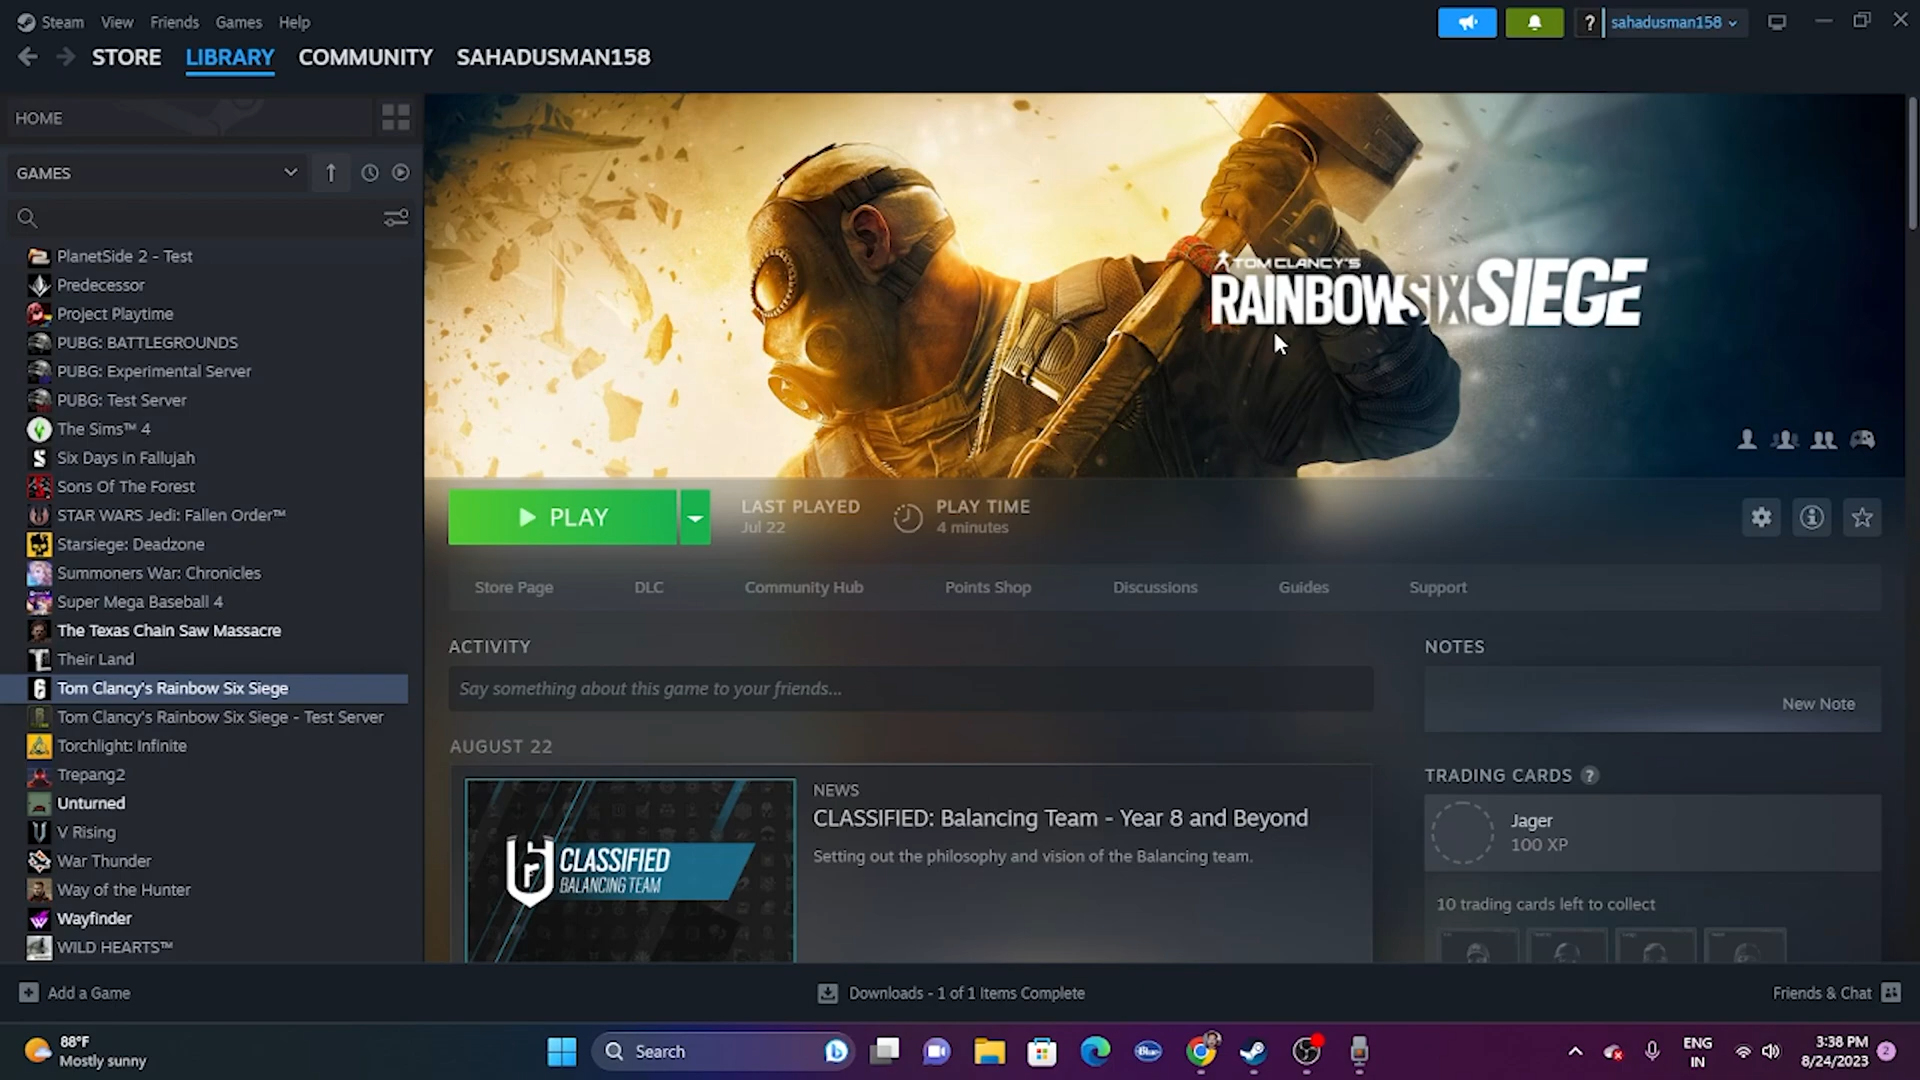 Steam View Friends Games Help
sahadusman158
STORE LIBRARY COMMUNITY SAHADUSMAN158
HOME
GAMES
PlanetSide 2 - Test
Predecessor
Project Playtime
PUBG: BATTLEGROUNDS
PUBG: Experimental Server
PUBG: Test Server
The Sims™ 4
Six Days in Fallujah
Sons Of The Forest
STAR WARS Jedi: Fallen Order™
Starsiege: Deadzone
Summoners War: Chronicles
Super Mega Baseball 4
The Texas Chain Saw Massacre
Their Land
Tom Clancy's Rainbow Six Siege
Tom Clancy's Rainbow Six Siege - Test Server
Torchlight: Infinite
Trepang2
Unturned
V Rising
War Thunder
Way of the Hunter
Wayfinder
WILD HEARTS™
TOM CLANCY'S
RAINBOW SIX SIEGE
PLAY
LAST PLAYED
Jul 22
PLAY TIME
4 minutes
Store Page DLC Community Hub Points Shop Discussions Guides Support
ACTIVITY
Say something about this game to your friends...
AUGUST 22
CLASSIFIED
BALANCING TEAM
NEWS
CLASSIFIED: Balancing Team - Year 8 and Beyond
Setting out the philosophy and vision of the Balancing team.
NOTES
New Note
TRADING CARDS ?
Jager
100 XP
10 trading cards left to collect
Add a Game
Downloads - 1 of 1 Items Complete
Friends & Chat
88°F
Mostly sunny
Search
ENG
IN
3:38 PM
8/24/2023
2